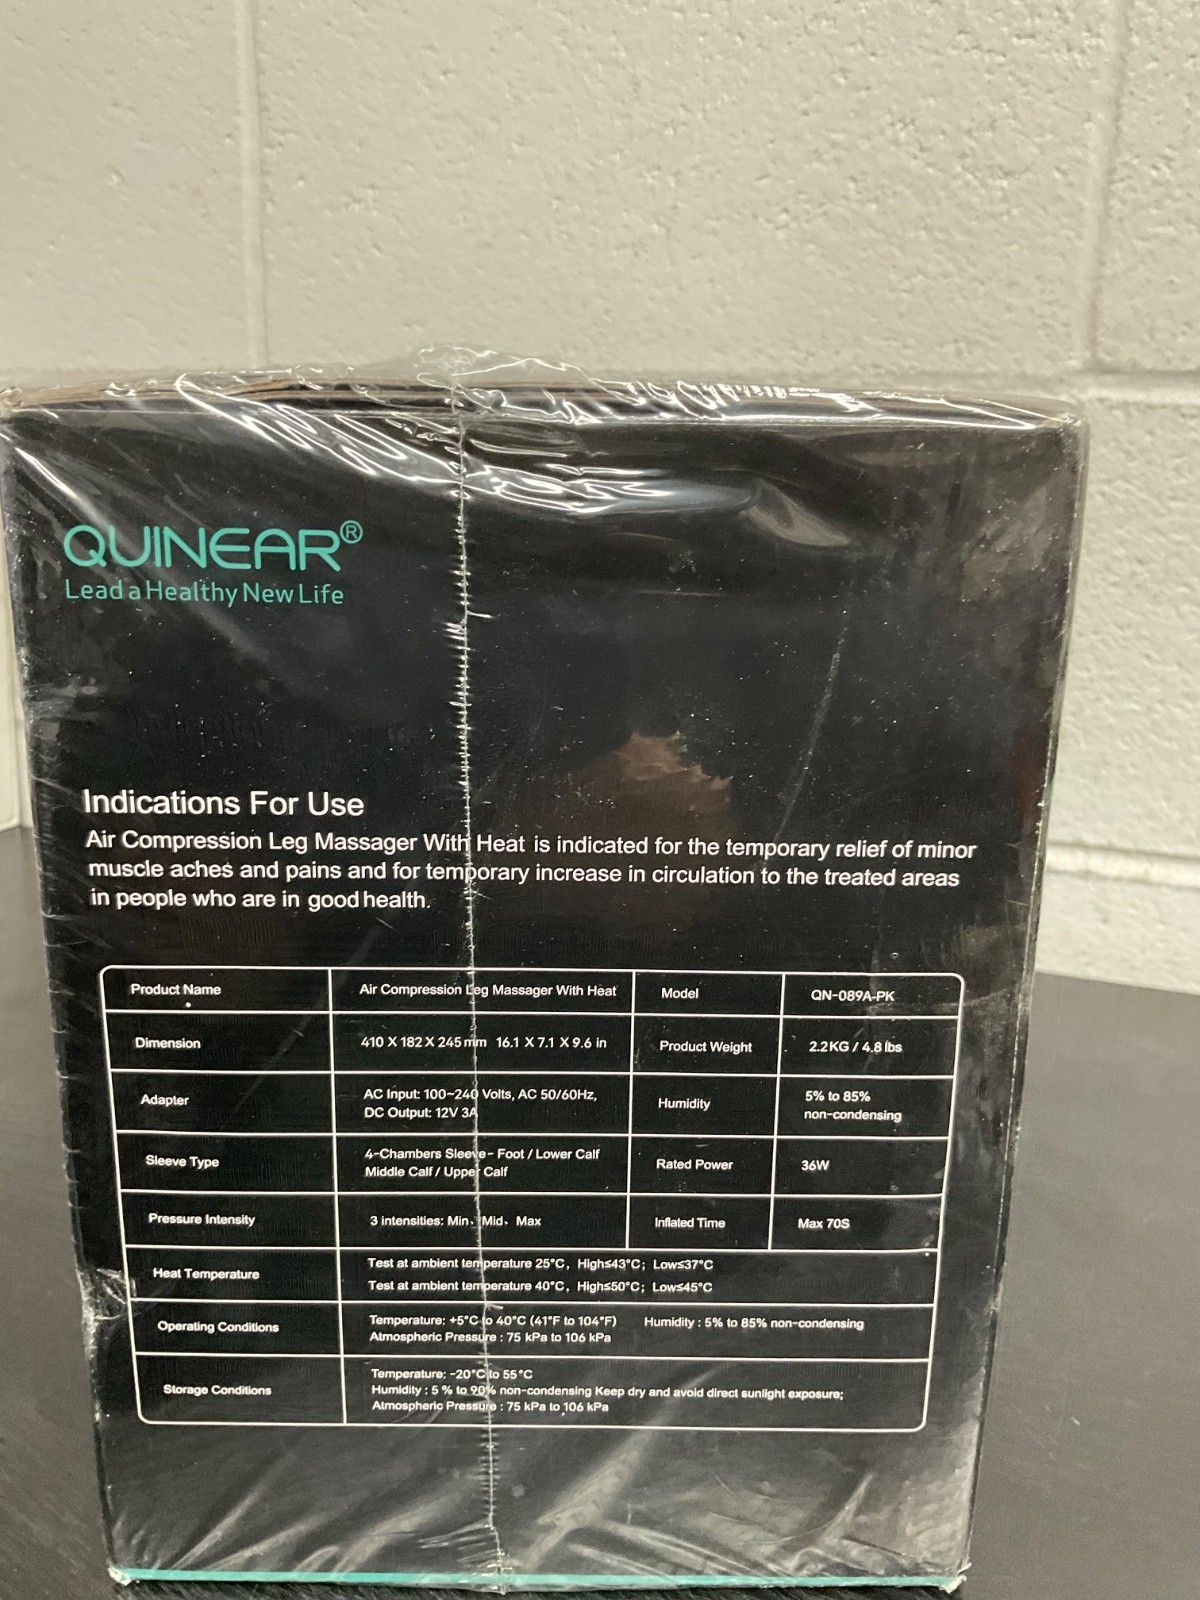 QUINEAR®
Lead a Healthy New Life
Indications For Use
Air Compression Leg Massager With Heat is indicated for the temporary relief of minor
muscle aches and pains and for temporary increase in circulation to the treated areas
in people who are in good health.
Product Name Air Compression Leg Massager With Heat Model QN-089A-PK
Dimension 410 X 182 X 245 mm 16.1 X 7.1 X 9.6 in Product Weight 2.2KG / 4.8 lbs
Adapter AC Input: 100~240 Volts, AC 50/60Hz,
DC Output: 12V 3A
Humidity 5% to 85%
non-condensing
Sleeve Type 4-Chambers Sleeve- Foot / Lower Calf
Middle Calf / Upper Calf
Rated Power 36W
Pressure Intensity 3 intensities: Min、Mid、Max Inflated Time Max 70S
Heat Temperature Test at ambient temperature 25°C, High≤43°C; Low≤37°C
Test at ambient temperature 40°C, High≤50°C; Low≤45°C
Operating Conditions Temperature: +5°C to 40°C (41°F to 104°F) Humidity : 5% to 85% non-condensing
Atmospheric Pressure : 75 kPa to 106 kPa
Storage Conditions Temperature: -20°C to 55°C
Humidity : 5 % to 90% non-condensing Keep dry and avoid direct sunlight exposure;
Atmospheric Pressure : 75 kPa to 106 kPa